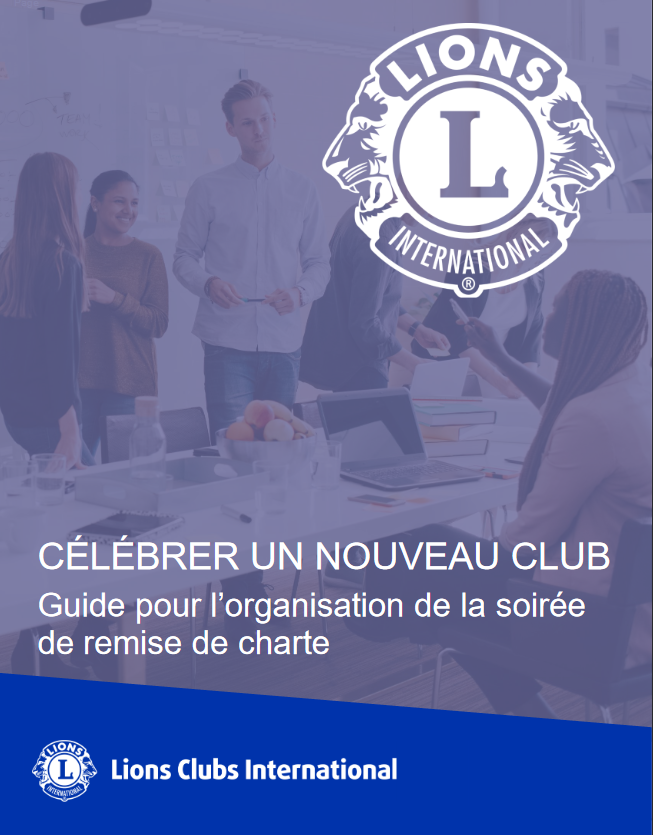 LIONS
L
INTERNATIONAL
®
CÉLÉBRER UN NOUVEAU CLUB
Guide pour l’organisation de la soirée
de remise de charte
LIONS
L
INTERNATIONAL
Lions Clubs International